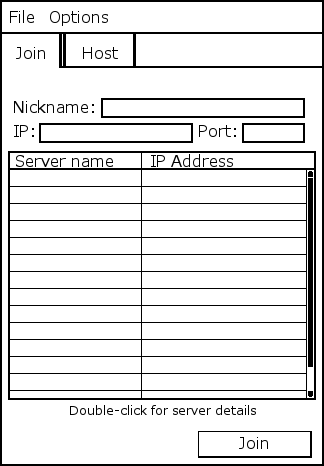 File Options
Join Host
Nickname:
IP: Port:
Server name IP Address
Double-click for server details
Join